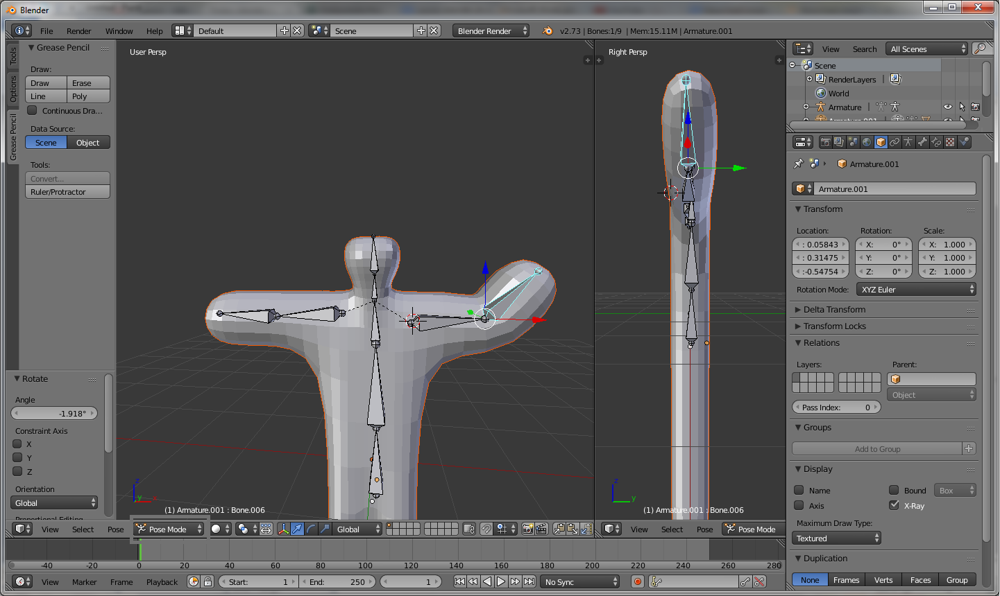 Blender
File Render Window Help Default Scene Blender Render v2.73 | Bones:1/9 | Mem:15.11M | Armature.001
Tools
Options
Grease Pencil
Grease Pencil
Draw:
Draw Erase
Line Poly
Continuous Dra...
Data Source:
Scene Object
Tools:
Convert...
Ruler/Protractor
Rotate
Angle
-1.918°
Constraint Axis
X
Y
Z
Orientation
Global
Proportional Editing
User Persp
z
y
x
(1) Armature.001 : Bone.006
View Select Pose Pose Mode Global
Right Persp
z
y
(1) Armature.001 : Bone.006
View Select Pose Pose Mode
View Search All Scenes
Scene
RenderLayers |
World
Armature |
Armature.001
Armature.001
Armature.001
Transform
Location: Rotation: Scale:
: 0.05843 X: 0° X: 1.000
: 0.31475 Y: 0° Y: 1.000
:-0.54754 Z: 0° Z: 1.000
Rotation Mode: XYZ Euler
Delta Transform
Transform Locks
Relations
Layers: Parent:
Object
Pass Index: 0
Groups
Add to Group
Display
Name Bound Box
Axis X-Ray
Maximum Draw Type:
Textured
Duplication
None Frames Verts Faces Group
-40 -20 0 20 40 60 80 100 120 140 160 180 200 220 240 260 280
View Marker Frame Playback Start: 1 End: 250 1 No Sync